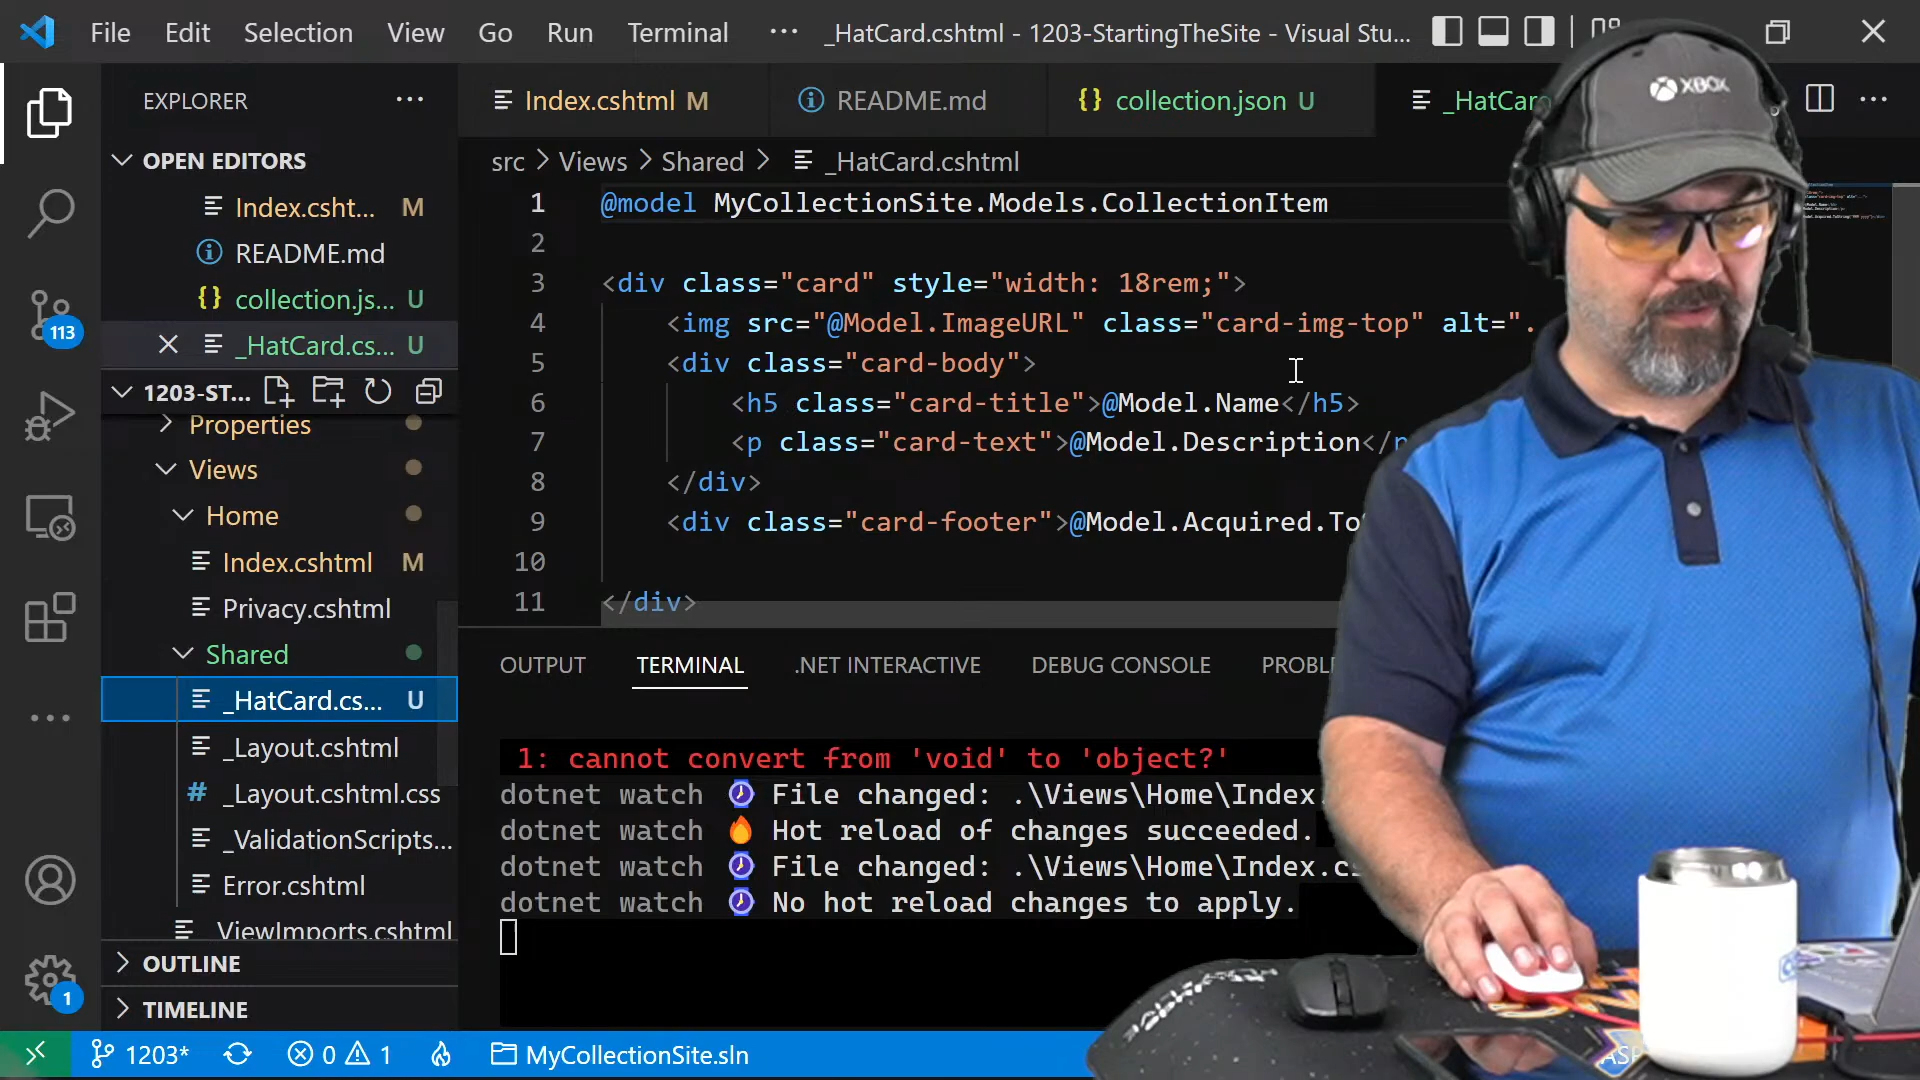 File Edit Selection View Go Run Terminal ··· _HatCard.cshtml - 1203-StartingTheSite - Visual Stu...
EXPLORER ···
Index.cshtml M README.md {} collection.json U _HatCard
XBOX
OPEN EDITORS
src > Views > Shared > _HatCard.cshtml
Index.csht... M
README.md
{} collection.js... U
_HatCard.cs... U
1203-ST...
Properties
Views
Home
Index.cshtml M
Privacy.cshtml
Shared
_HatCard.cs... U
_Layout.cshtml
# _Layout.cshtml.css
_ValidationScripts...
Error.cshtml
ViewImports.cshtml
OUTLINE
TIMELINE
113
1
1 @model MyCollectionSite.Models.CollectionItem
2
3 <div class="card" style="width: 18rem;">
4 <img src="@Model.ImageURL" class="card-img-top" alt=".
5 <div class="card-body">
6 <h5 class="card-title">@Model.Name</h5>
7 <p class="card-text">@Model.Description</p
8 </div>
9 <div class="card-footer">@Model.Acquired.To
10
11 </div>
OUTPUT TERMINAL .NET INTERACTIVE DEBUG CONSOLE PROBLE
1: cannot convert from 'void' to 'object?'
dotnet watch File changed: .\Views\Home\Index.
dotnet watch Hot reload of changes succeeded.
dotnet watch File changed: .\Views\Home\Index.cs
dotnet watch No hot reload changes to apply.
1203* 0 1 MyCollectionSite.sln